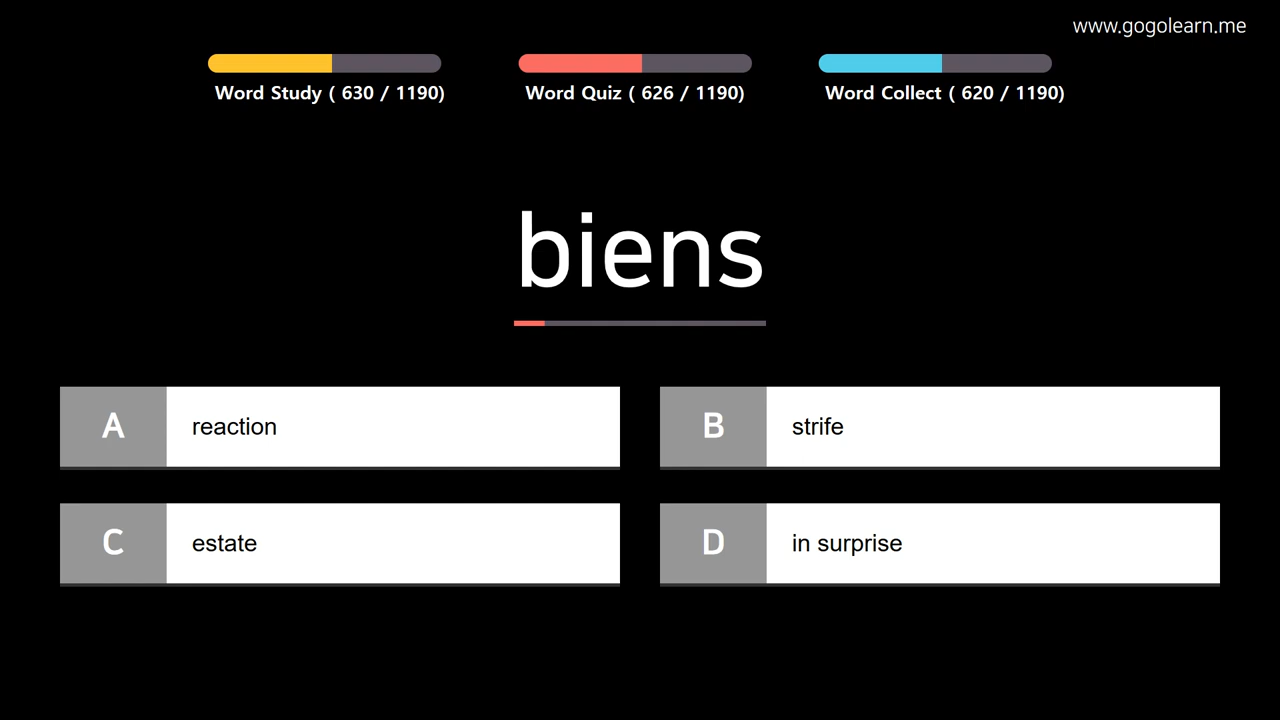 www.gogolearn.me
Word Study ( 630 / 1190)
Word Quiz ( 626 / 1190)
Word Collect ( 620 / 1190)
biens
A reaction
B strife
C estate
D in surprise